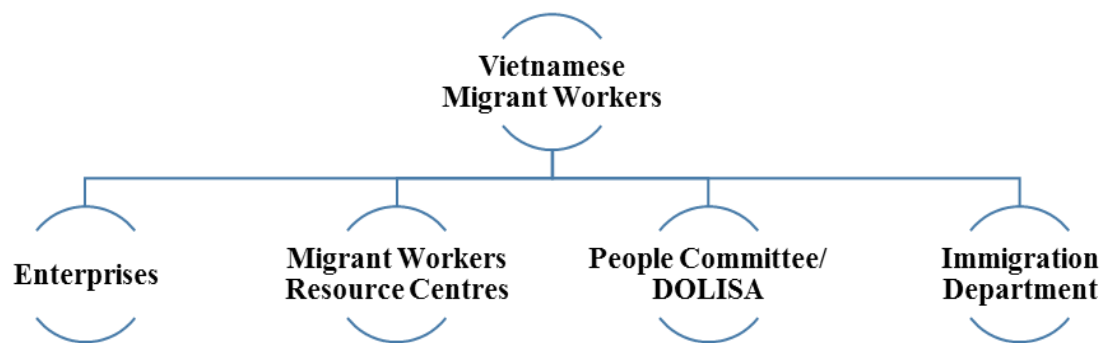 Vietnamese
Migrant Workers
Enterprises
Migrant Workers
Resource Centres
People Committee/
DOLISA
Immigration
Department